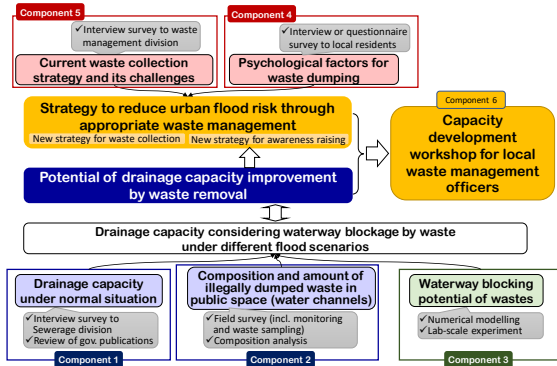 Component 5
Component 4
✓Interview survey to waste
management division
✓Interview or questionnaire
survey to local residents
Current waste collection
strategy and its challenges
Psychological factors for
waste dumping
Component 6
Strategy to reduce urban flood risk through
appropriate waste management
New strategy for waste collection
New strategy for awareness raising
Capacity
development
workshop for local
waste management
officers
Potential of drainage capacity improvement
by waste removal
Drainage capacity considering waterway blockage by waste
under different flood scenarios
Drainage capacity
under normal situation
✓Interview survey to
Sewerage division
✓Review of gov. publications
Component 1
Composition and amount of
illegally dumped waste in
public space (water channels)
✓Field survey (incl. monitoring
and waste sampling)
✓Composition analysis
Component 2
Waterway blocking
potential of wastes
✓Numerical modelling
✓Lab-scale experiment
Component 3